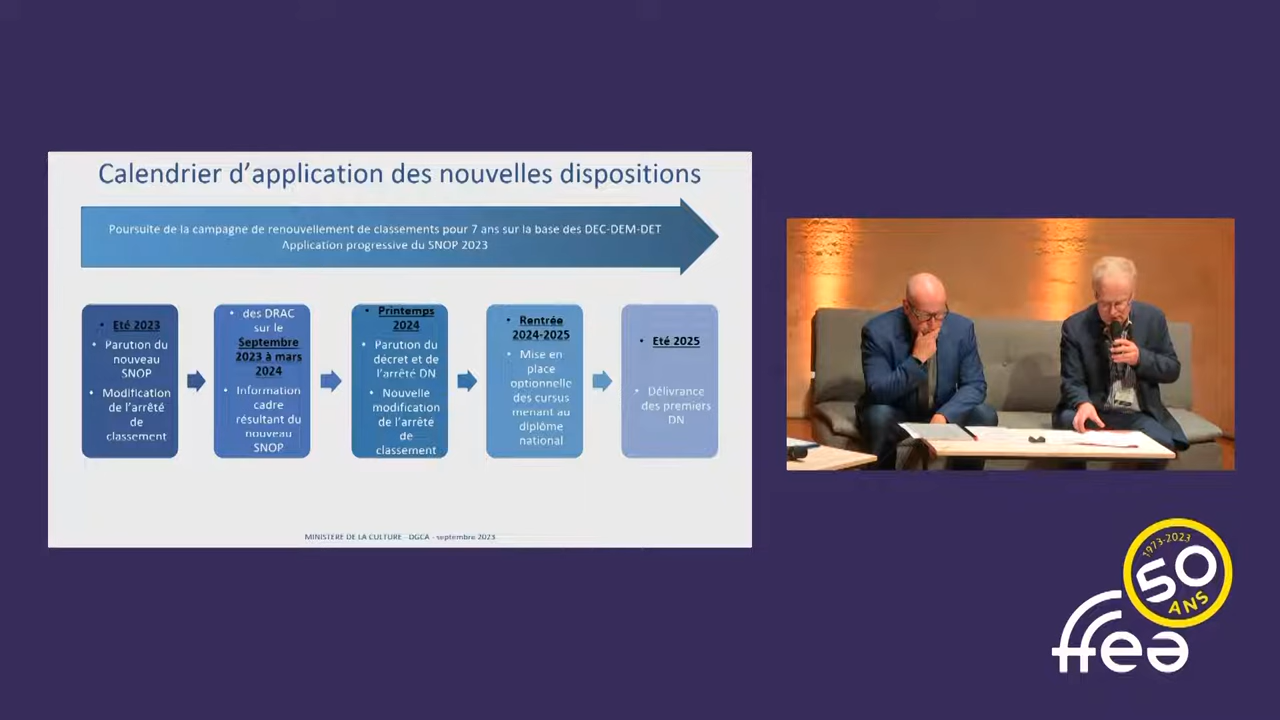 Calendrier d’application des nouvelles dispositions
Poursuite de la campagne de renouvellement de classements pour 7 ans sur la base des DEC-DEM-DET
Application progressive du SNOP 2023
• Eté 2023
• Parution du
nouveau
SNOP
• Modification
de l’arrêté
de
classement
• des DRAC
sur le
Septembre
2023 à mars
2024
• Information
cadre
résultant du
nouveau
SNOP
• Printemps
2024
• Parution du
décret et de
l’arrêté DN
• Nouvelle
modification
de l’arrêté
de
classement
• Rentrée
2024-2025
• Mise en
place
optionnelle
des cursus
menant au
diplôme
national
• Eté 2025
• Délivrance
des premiers
DN
MINISTERE DE LA CULTURE - DGCA - septembre 2023
1973-2023
50
ANS
ffea